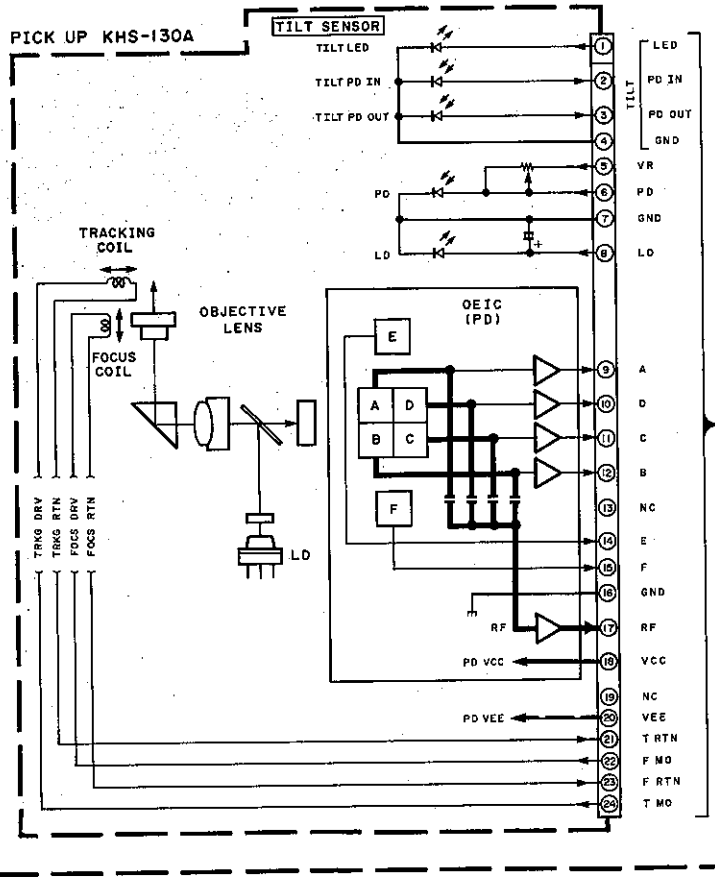 PICK UP KHS-130A
TILT SENSOR
TILT LED
1
LED
TILT PD IN
2
PD IN
TILT PD OUT
3
PD OUT
TILT
4
GND
5
VR
PD
6
PD
7
GND
LD
8
LD
+
TRACKING
COIL
OBJECTIVE
LENS
FOCUS
COIL
OEIC
(PD)
E
9
A
A D
10
D
B C
11
C
12
B
F
13
NC
14
E
15
F
16
GND
RF
17
RF
PD VCC
18
VCC
19
NC
PD VEE
20
VEE
21
T RTN
22
F MO
23
F RTN
24
T MO
LD
TRKG DRV
TRKG RTN
FOCS DRV
FOCS RTN